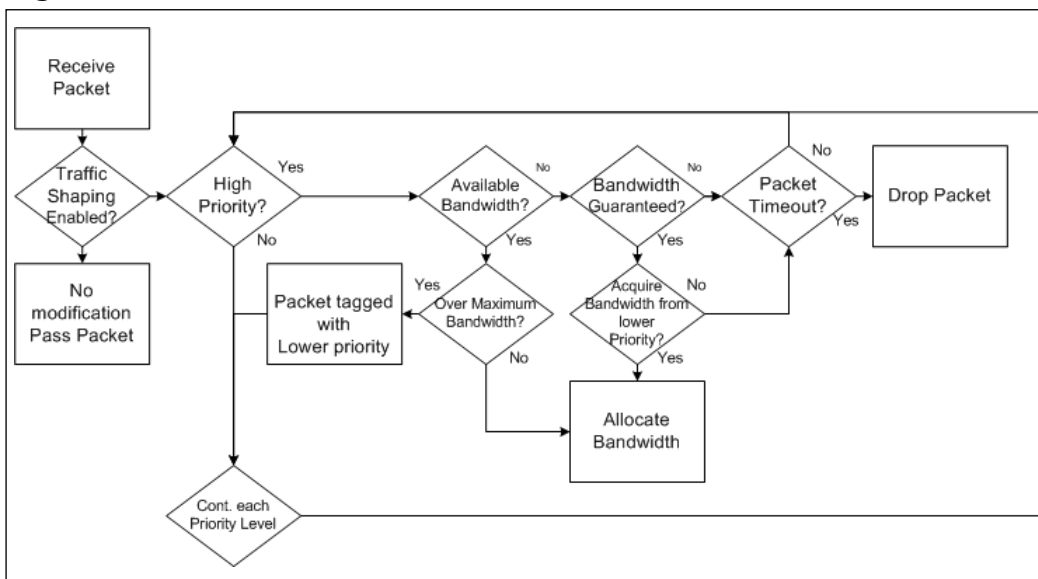 Receive
Packet
Traffic
Shaping
Enabled?
No
modification
Pass Packet
High
Priority?
Yes
No
Packet tagged
with
Lower priority
Cont. each
Priority Level
Available
Bandwidth?
No
Yes
Over Maximum
Bandwidth?
Yes
No
Bandwidth
Guaranteed?
No
Yes
Acquire
Bandwidth from
lower
Priority?
No
Yes
Allocate
Bandwidth
Packet
Timeout?
No
Yes
Drop Packet